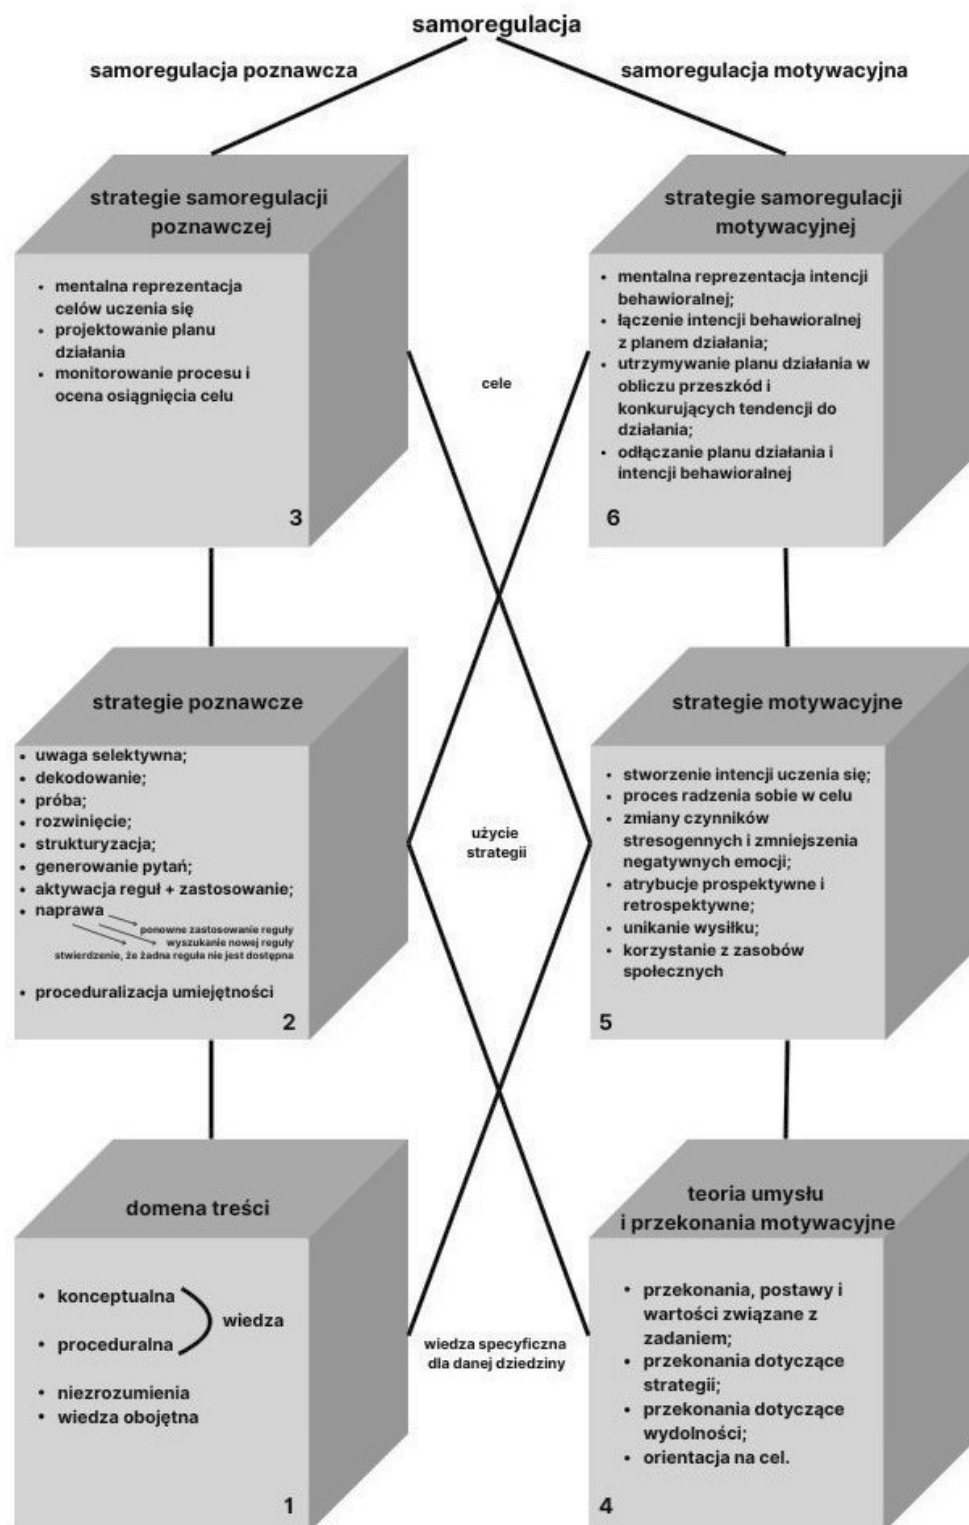 samoregulacja
samoregulacja poznawcza
samoregulacja motywacyjna
strategie samoregulacji
poznawczej
• mentalna reprezentacja
celów uczenia się
• projektowanie planu
działania
• monitorowanie procesu i
ocena osiągnięcia celu
3
cele
strategie samoregulacji
motywacyjnej
• mentalna reprezentacja intencji
behawioralnej;
• łączenie intencji behawioralnej
z planem działania;
• utrzymywanie planu działania w
obliczu przeszkód i
konkurujących tendencji do
działania;
• odłączanie planu działania i
intencji behawioralnej
6
strategie poznawcze
• uwaga selektywna;
• dekodowanie;
• próba;
• rozwinięcie;
• strukturyzacja;
• generowanie pytań;
• aktywacja reguł + zastosowanie;
• naprawa
ponowne zastosowanie reguły
wyszukanie nowej reguły
stwierdzenie, że żadna reguła nie jest dostępna
• proceduralizacja umiejętności
2
użycie
strategii
strategie motywacyjne
• stworzenie intencji uczenia się;
• proces radzenia sobie w celu
• zmiany czynników
stresogennych i zmniejszenia
negatywnych emocji;
• atrybucje prospektywne i
retrospektywne;
• unikanie wysiłku;
• korzystanie z zasobów
społecznych
5
domena treści
• konceptualna
wiedza
• proceduralna
• niezrozumienia
• wiedza obojętna
1
wiedza specyficzna
dla danej dziedziny
teoria umysłu
i przekonania motywacyjne
• przekonania, postawy i
wartości związane z
zadaniem;
• przekonania dotyczące
strategii;
• przekonania dotyczące
wydolności;
• orientacja na cel.
4